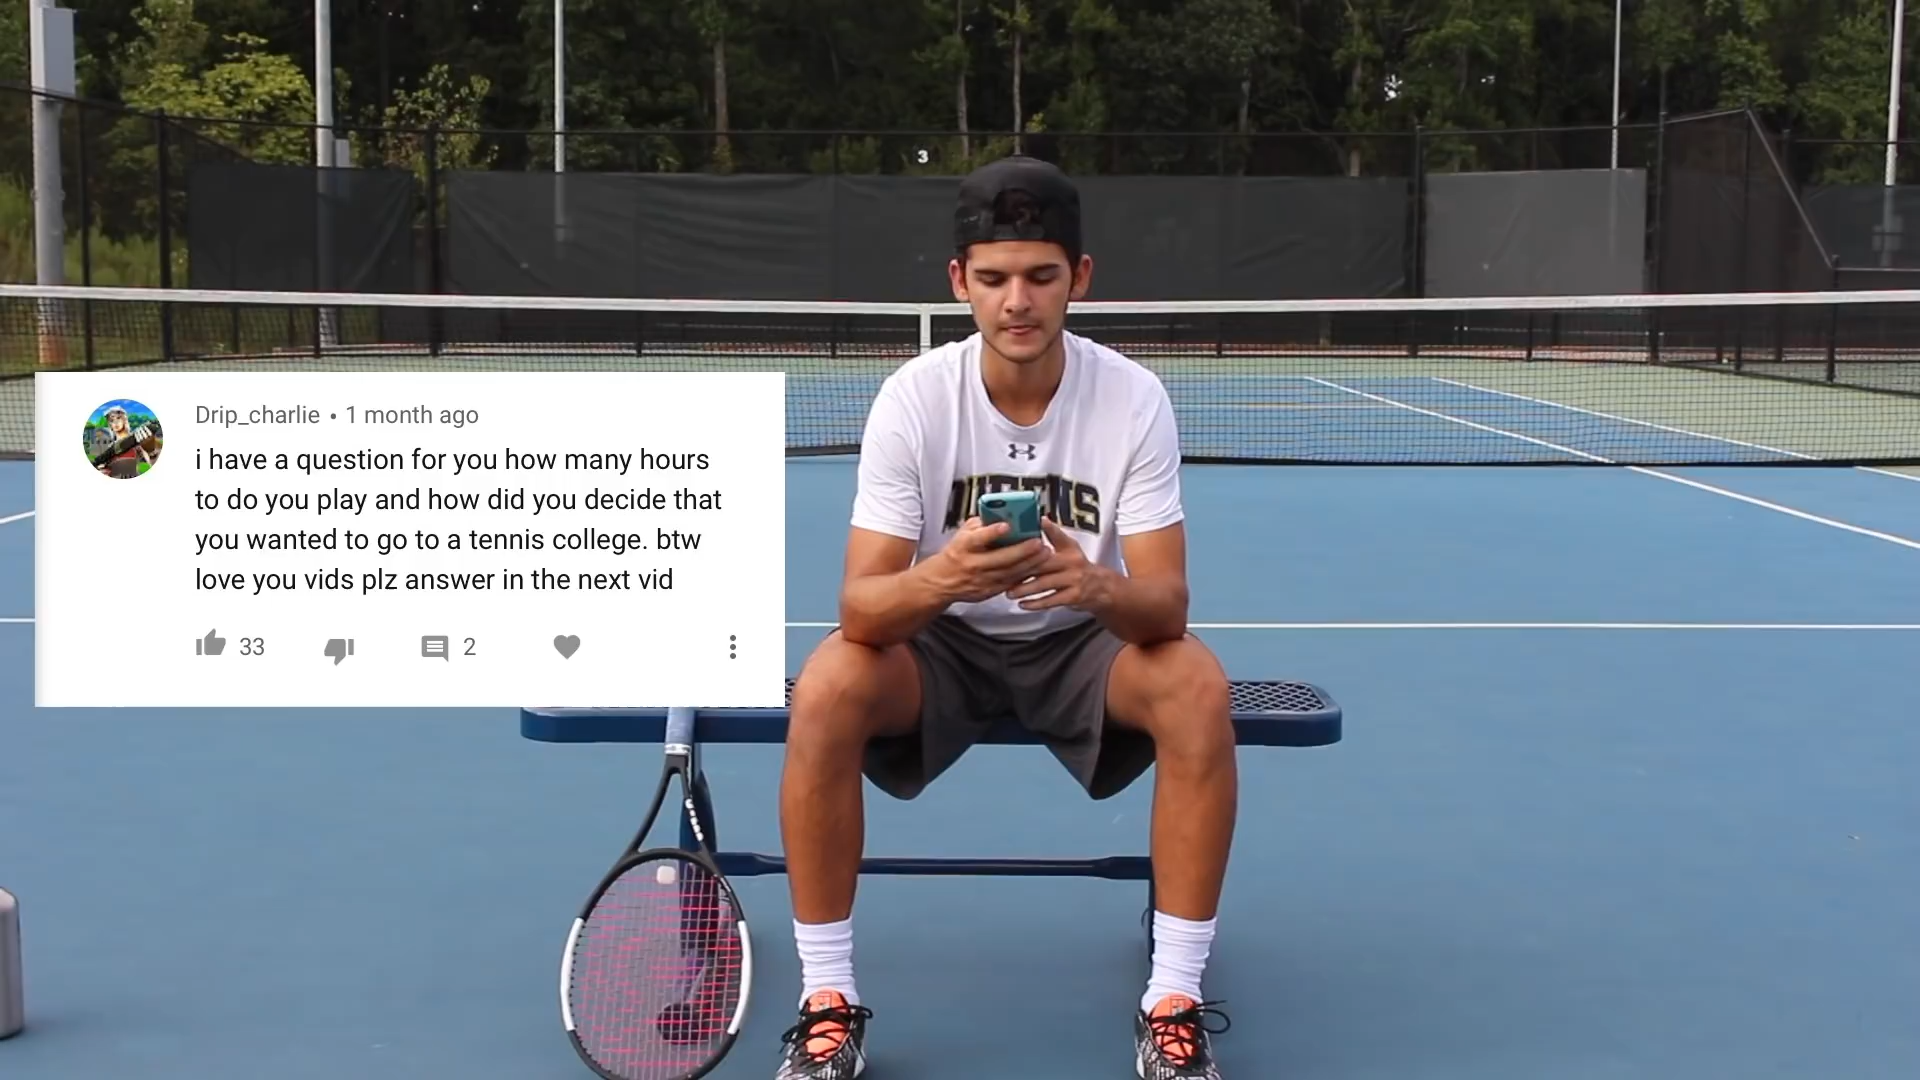 3
Drip_charlie • 1 month ago
i have a question for you how many hours
to do you play and how did you decide that
you wanted to go to a tennis college. btw
love you vids plz answer in the next vid
33
2
QUEENS